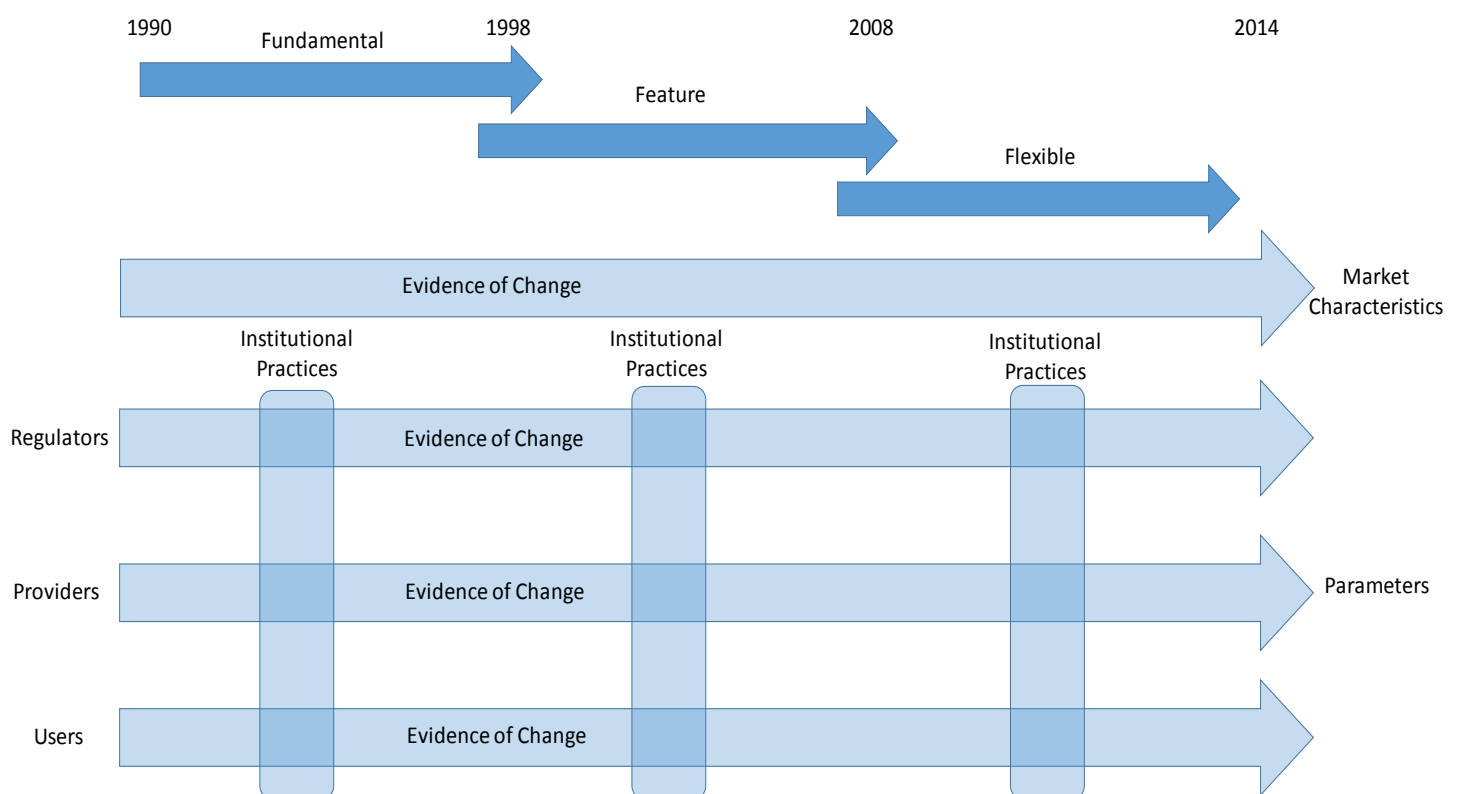 1990
1998
2008
2014
Fundamental
Feature
Flexible
Evidence of Change
Market
Characteristics
Institutional
Practices
Institutional
Practices
Institutional
Practices
Regulators
Evidence of Change
Providers
Evidence of Change
Parameters
Users
Evidence of Change